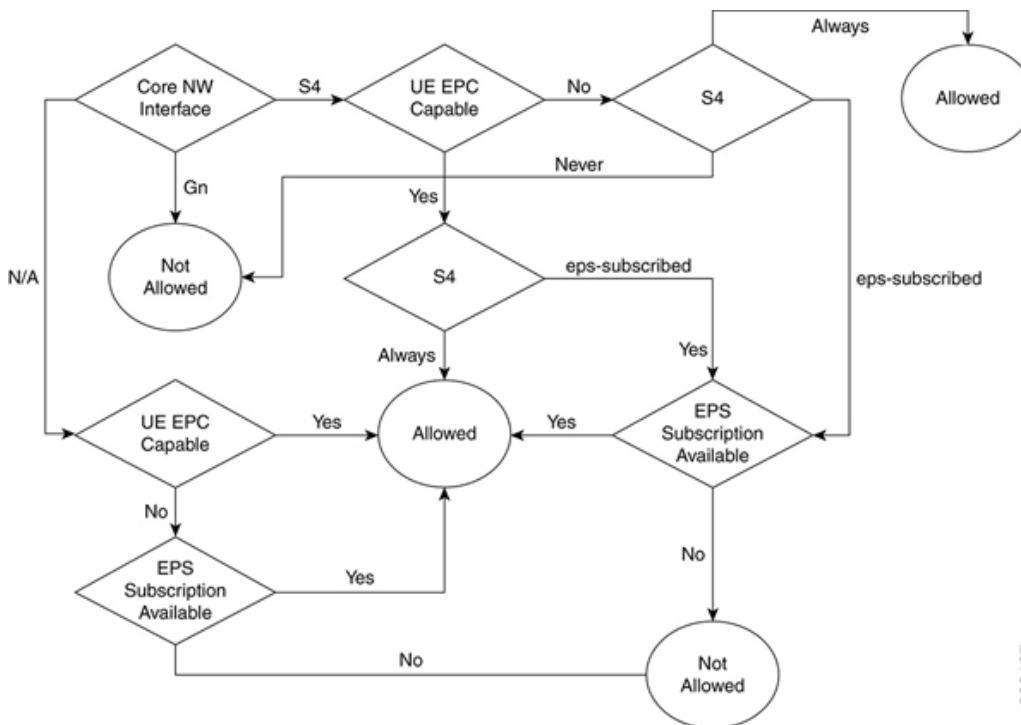 Always
Core NW
Interface
S4
UE EPC
Capable
No
S4
Allowed
Never
Gn
Yes
Not
Allowed
N/A
S4
eps-subscribed
eps-subscribed
Always
Yes
UE EPC
Capable
Yes
Allowed
Yes
EPS
Subscription
Available
No
EPS
Subscription
Available
Yes
No
No
Not
Allowed